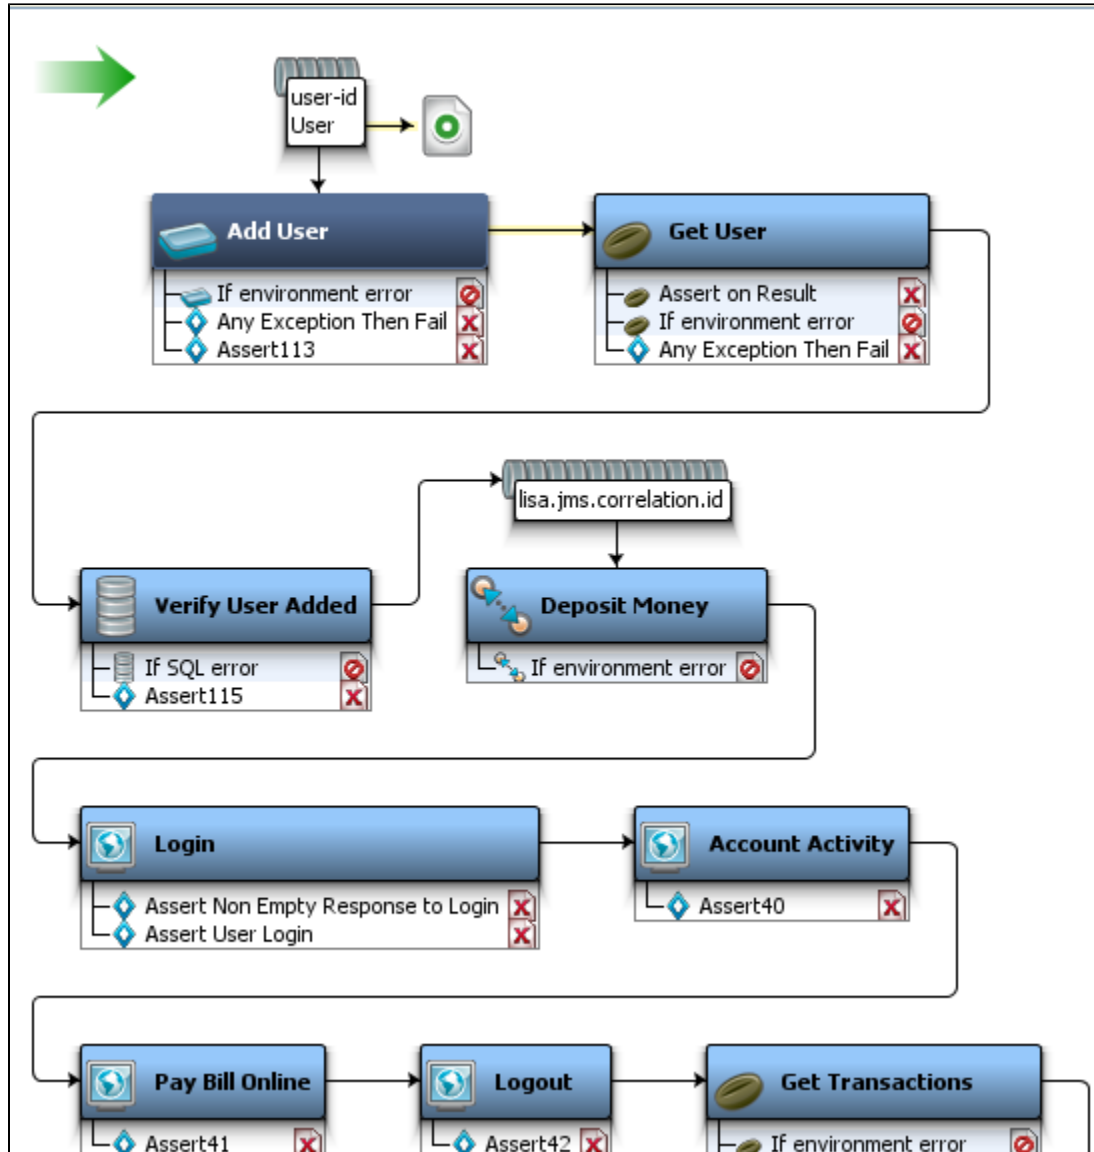 user-id
User
Add User
If environment error
Any Exception Then Fail
Assert113
Get User
Assert on Result
If environment error
Any Exception Then Fail
lisa.jms.correlation.id
Verify User Added
If SQL error
Assert115
Deposit Money
If environment error
Login
Assert Non Empty Response to Login
Assert User Login
Account Activity
Assert40
Pay Bill Online
Assert41
Logout
Assert42
Get Transactions
If environment error